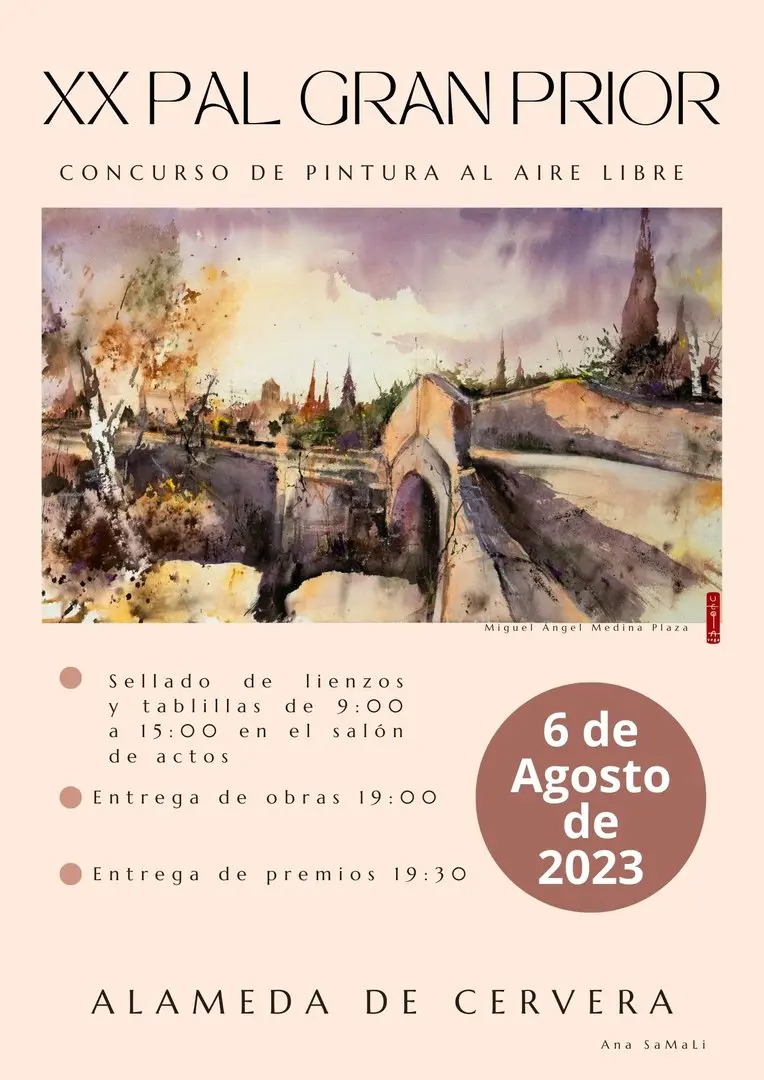 XX PAL GRAN PRIOR
CONCURSO DE PINTURA AL AIRE LIBRE
Miguel Ángel Medina Plaza
Sellado de lienzos
y tablillas de 9:00
a 15:00 en el salón
de actos
Entrega de obras 19:00
Entrega de premios 19:30
6 de
Agosto
de
2023
ALAMEDA DE CERVERA
Ana SaMaLi